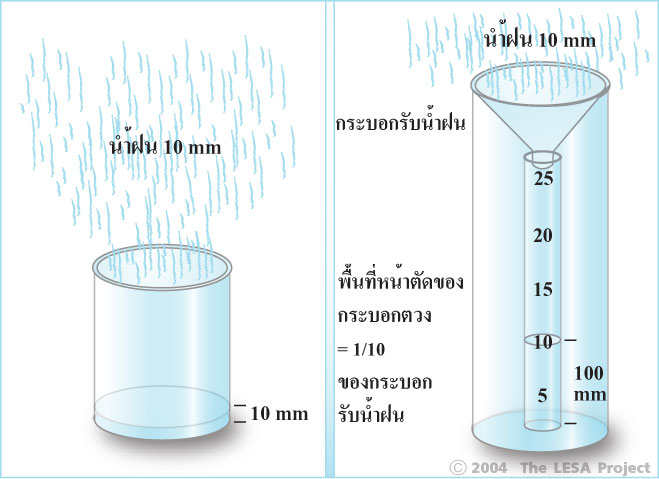 น้ำฝน 10 mm
10 mm
น้ำฝน 10 mm
กระบอกรับน้ำฝน
25
20
15
10
5
100
mm
พื้นที่หน้าตัดของ
กระบอกตวง
= 1/10
ของกระบอก
รับน้ำฝน
© 2004 The LESA Project